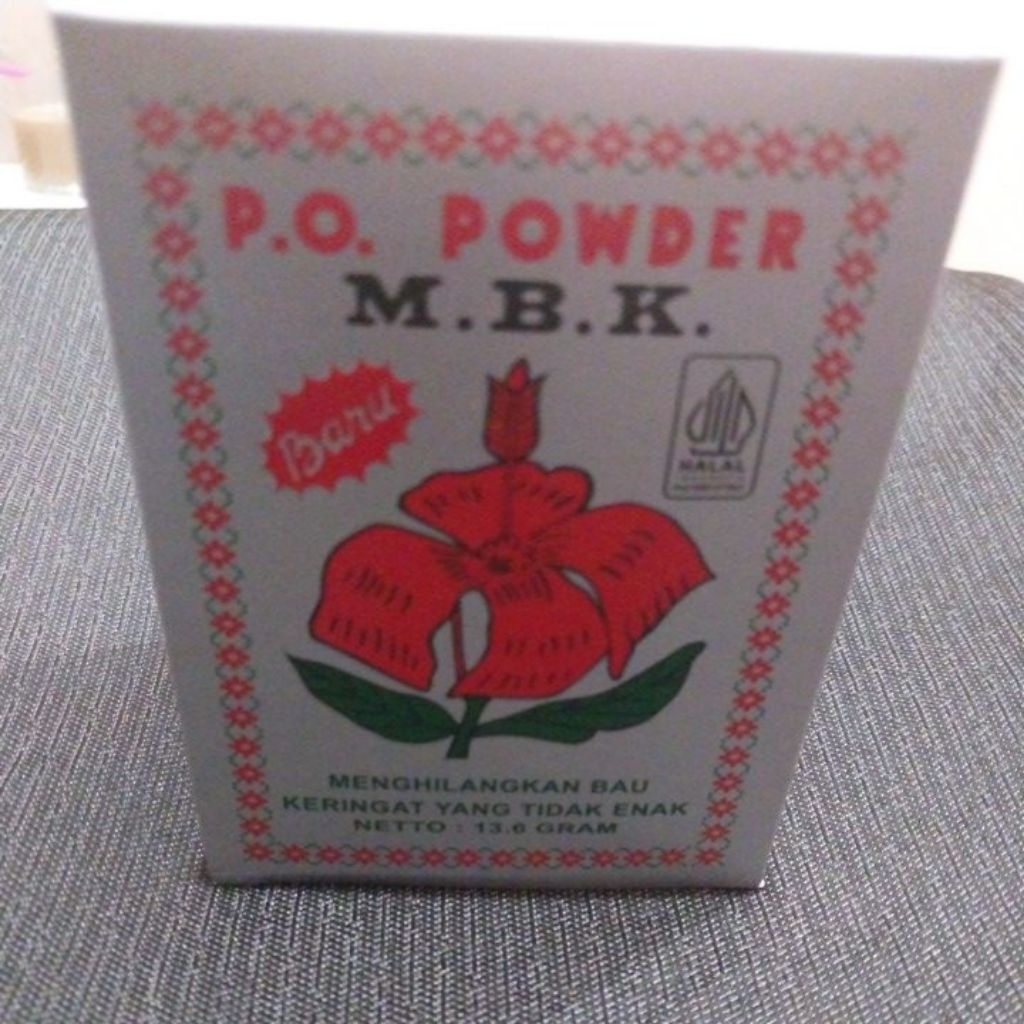 P.O. POWDER
M.B.K.
Baru
HALAL
MENGHILANGKAN BAU
KERINGAT YANG TIDAK ENAK
NETTO : 13.6 GRAM